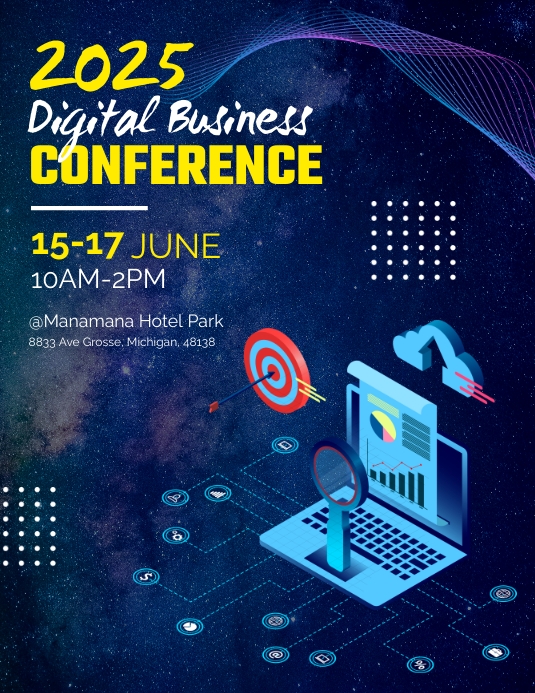 2025
Digital Business
CONFERENCE
15-17 JUNE
10AM-2PM
@Manamana Hotel Park
8833 Ave Grosse, Michigan, 48138